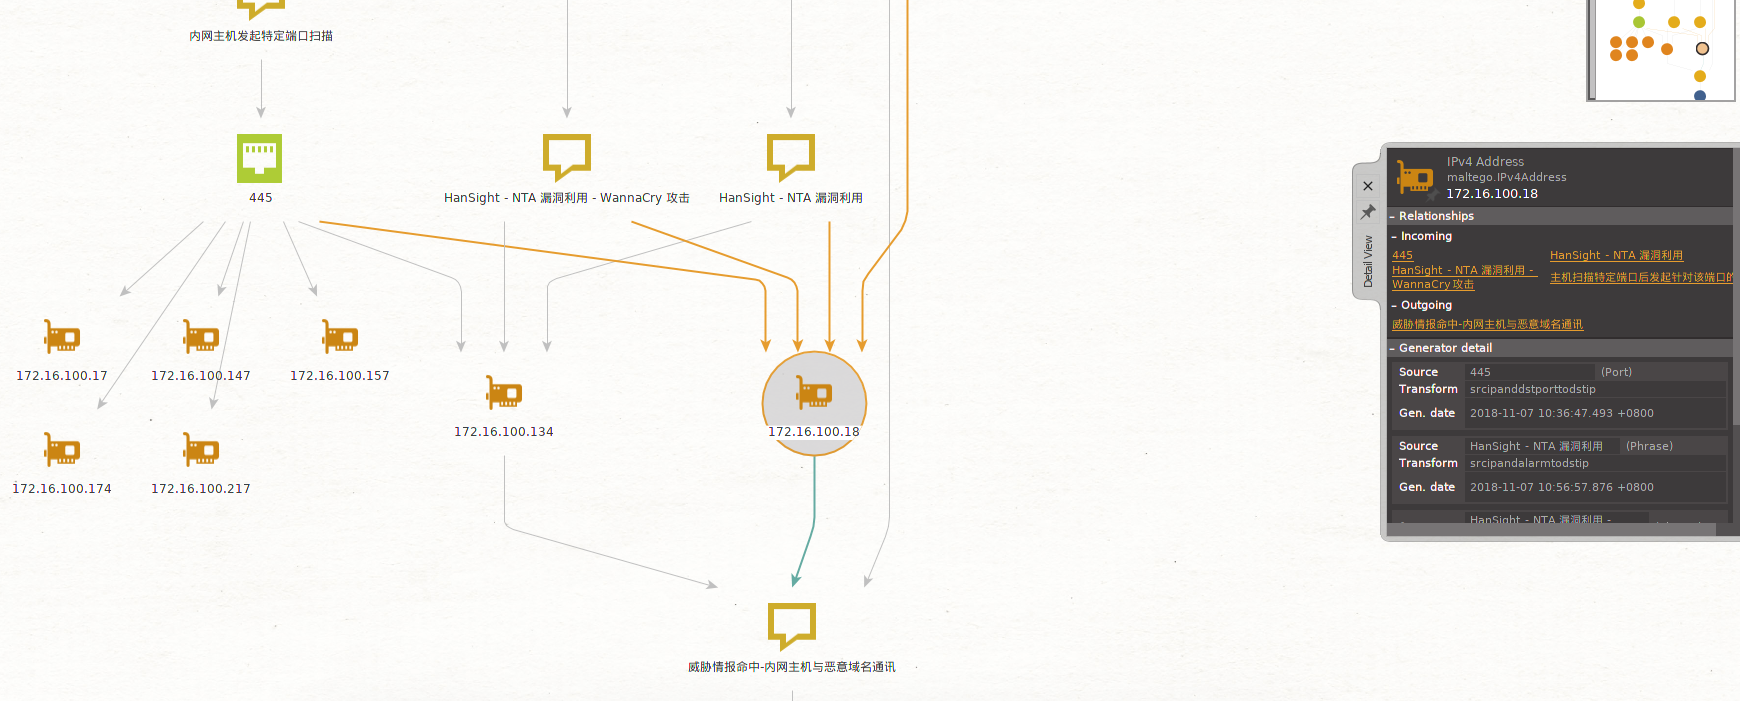 内网主机发起特定端口扫描
445
HanSight - NTA 漏洞利用 - WannaCry 攻击
HanSight - NTA 漏洞利用
172.16.100.17
172.16.100.147
172.16.100.157
172.16.100.134
172.16.100.18
172.16.100.174
172.16.100.217
威胁情报命中-内网主机与恶意域名通讯
Detail View
IPv4 Address
maltego.IPv4Address
172.16.100.18
– Relationships
– Incoming
445
HanSight - NTA 漏洞利用
HanSight - NTA 漏洞利用 -
WannaCry 攻击
主机扫描特定端口后发起针对该端口的
– Outgoing
威胁情报命中-内网主机与恶意域名通讯
– Generator detail
Source 445 (Port)
Transform srcipanddstporttodstip
Gen. date 2018-11-07 10:36:47.493 +0800
Source HanSight - NTA 漏洞利用 (Phrase)
Transform srcipandalarmtodstip
Gen. date 2018-11-07 10:56:57.876 +0800
HanSight - NTA 漏洞利用 -